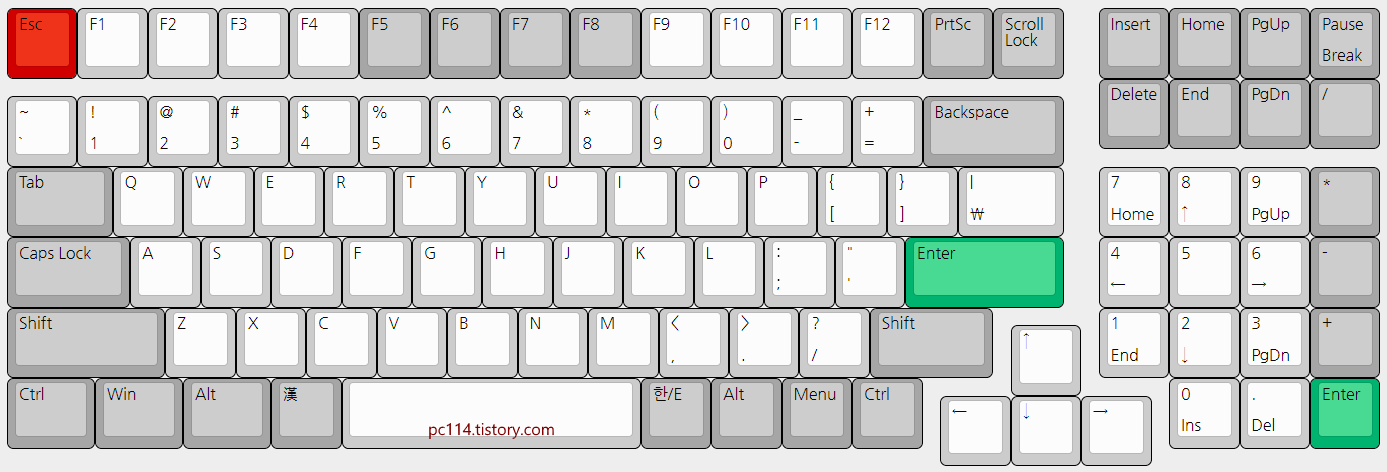 Esc F1 F2 F3 F4 F5 F6 F7 F8 F9 F10 F11 F12 PrtSc Scroll Lock Insert Home PgUp Pause Break
Delete End PgDn /
~ ! @ # $ % ^ & * ( ) _ + Backspace
` 1 2 3 4 5 6 7 8 9 0 - =
Tab Q W E R T Y U I O P { } | 7 8 9 *
[ ] ₩ Home ↑ PgUp
Caps Lock A S D F G H J K L : " Enter 4 5 6 -
; ' ← →
Shift Z X C V B N M < > ? Shift 1 2 3 +
, . / ↑ End ↓ PgDn
Ctrl Win Alt 漢 한/E Alt Menu Ctrl 0 . Enter
← ↓ → Ins Del
pc114.tistory.com